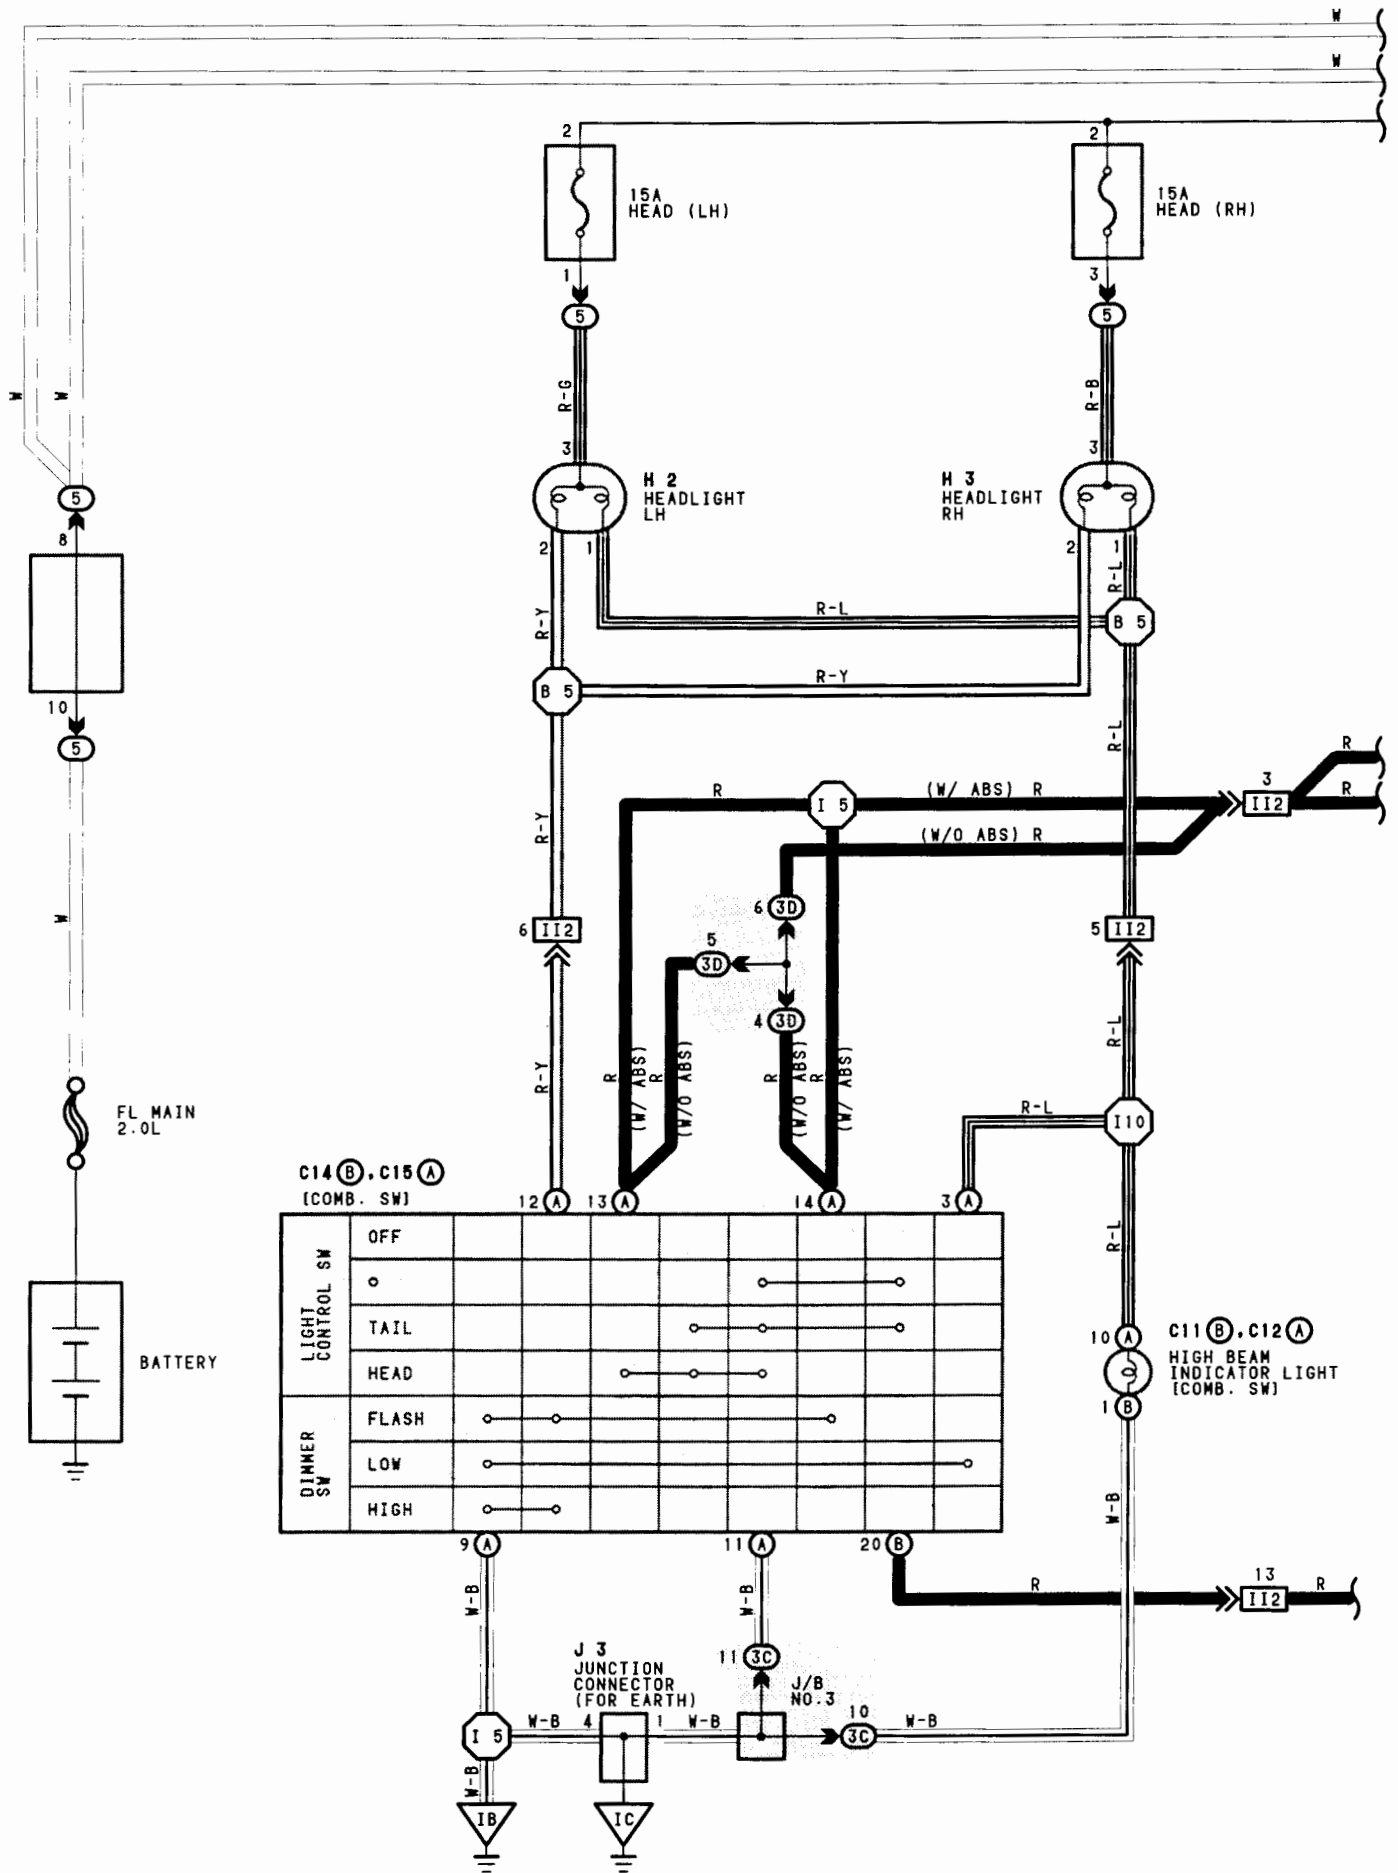 W
W
2
15A
HEAD (LH)
1
5
2
15A
HEAD (RH)
3
5
W
W
R-G
R-B
3
H 2
HEADLIGHT
LH
2
1
3
H 3
HEADLIGHT
RH
2
1
5
8
10
5
R-Y
R-L
R-L
B 5
B 5
R-Y
R-L
R
I 5
(W/ ABS) R
(W/O ABS) R
3
II2
R
R
R-Y
W
6 II2
6 3D
5
3D
4 3D
5 II2
R-Y
R
(W/ ABS)
R
(W/O ABS)
R
(W/O ABS)
R
(W/ ABS)
R-L
R-L
I10
FL MAIN
2.0L
C14 B , C15 A
[COMB. SW]
12 A
13 A
14 A
3 A
R-L
LIGHT
CONTROL SW
OFF
TAIL
HEAD
DIMMER
SW
FLASH
LOW
HIGH
BATTERY
10 A
C11 B , C12 A
HIGH BEAM
INDICATOR LIGHT
[COMB. SW]
1 B
9 A
11 A
20 B
W-B
W-B
W-B
R
13
II2
R
J 3
JUNCTION
CONNECTOR
(FOR EARTH)
11 3C
J/B
NO.3
I 5
W-B
4
1
W-B
10
3C
W-B
W-B
IB
IC